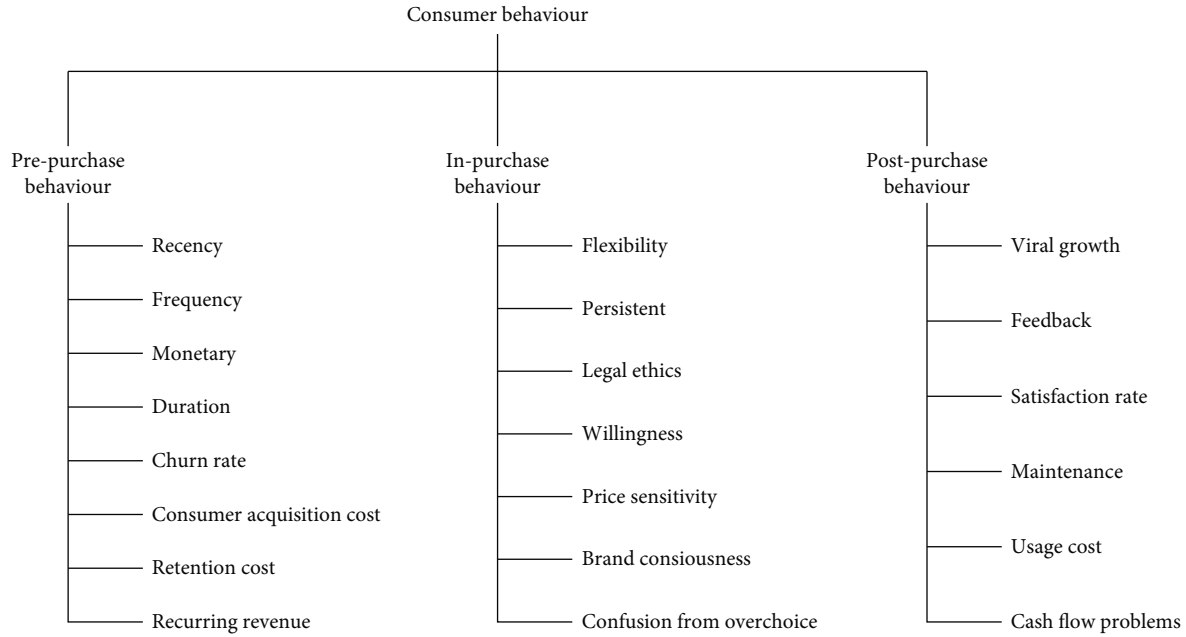 Consumer behaviour
Pre-purchase
behaviour
Recency
Frequency
Monetary
Duration
Churn rate
Consumer acquisition cost
Retention cost
Recurring revenue
In-purchase
behaviour
Flexibility
Persistent
Legal ethics
Willingness
Price sensitivity
Brand consiousness
Confusion from overchoice
Post-purchase
behaviour
Viral growth
Feedback
Satisfaction rate
Maintenance
Usage cost
Cash flow problems